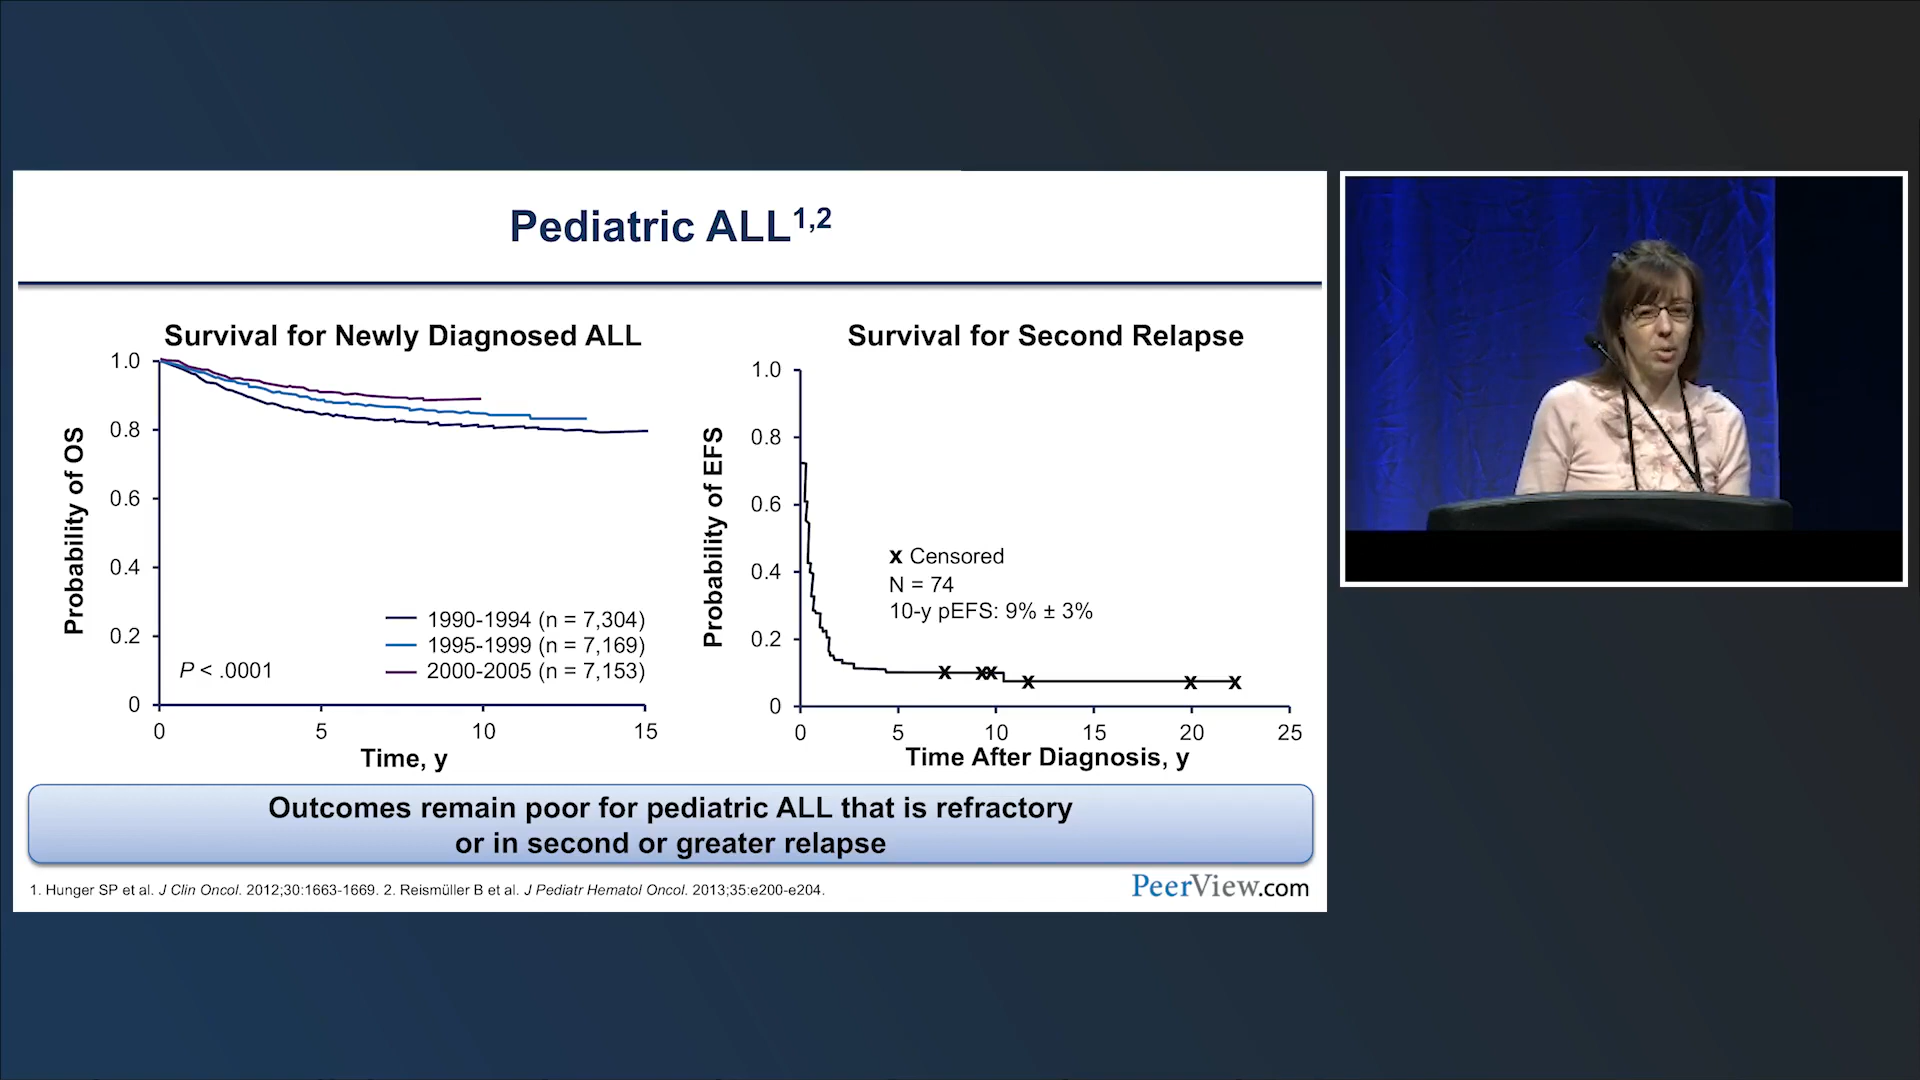 Pediatric ALL1,2
Survival for Newly Diagnosed ALL
Probability of OS
1.0
0.8
0.6
0.4
0.2
0
P < .0001
1990-1994 (n = 7,304)
1995-1999 (n = 7,169)
2000-2005 (n = 7,153)
0 5 10 15
Time, y
Survival for Second Relapse
Probability of EFS
1.0
0.8
0.6
0.4
0.2
0
x Censored
N = 74
10-y pEFS: 9% ± 3%
0 5 10 15 20 25
Time After Diagnosis, y
Outcomes remain poor for pediatric ALL that is refractory
or in second or greater relapse
1. Hunger SP et al. J Clin Oncol. 2012;30:1663-1669. 2. Reismüller B et al. J Pediatr Hematol Oncol. 2013;35:e200-e204.
PeerView.com